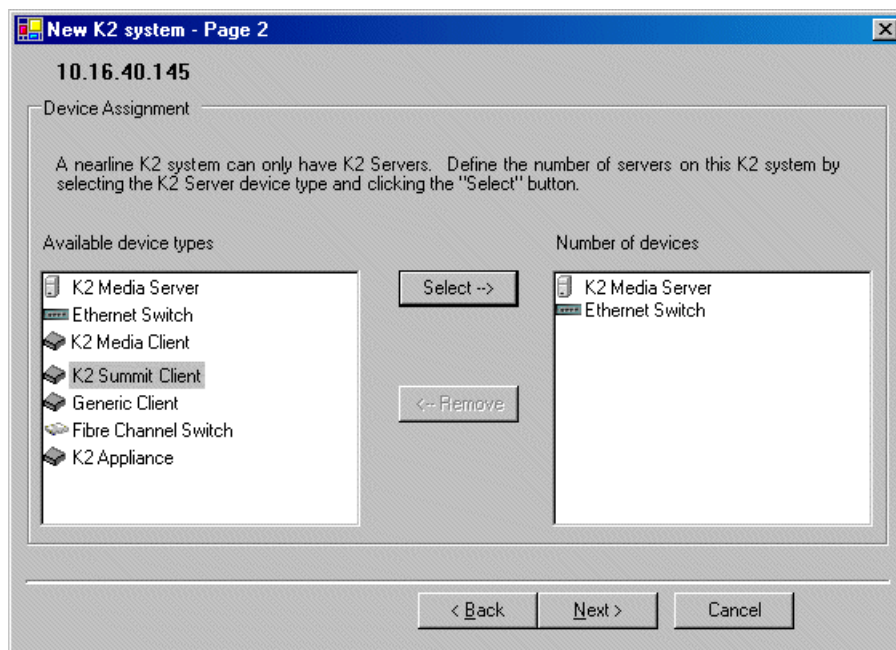 New K2 system - Page 2
10.16.40.145
Device Assignment
A nearline K2 system can only have K2 Servers. Define the number of servers on this K2 system by
selecting the K2 Server device type and clicking the "Select" button.
Available device types
Number of devices
K2 Media Server
Ethernet Switch
K2 Media Client
K2 Summit Client
Generic Client
Fibre Channel Switch
K2 Appliance
Select -->
<-- Remove
K2 Media Server
Ethernet Switch
< Back
Next >
Cancel